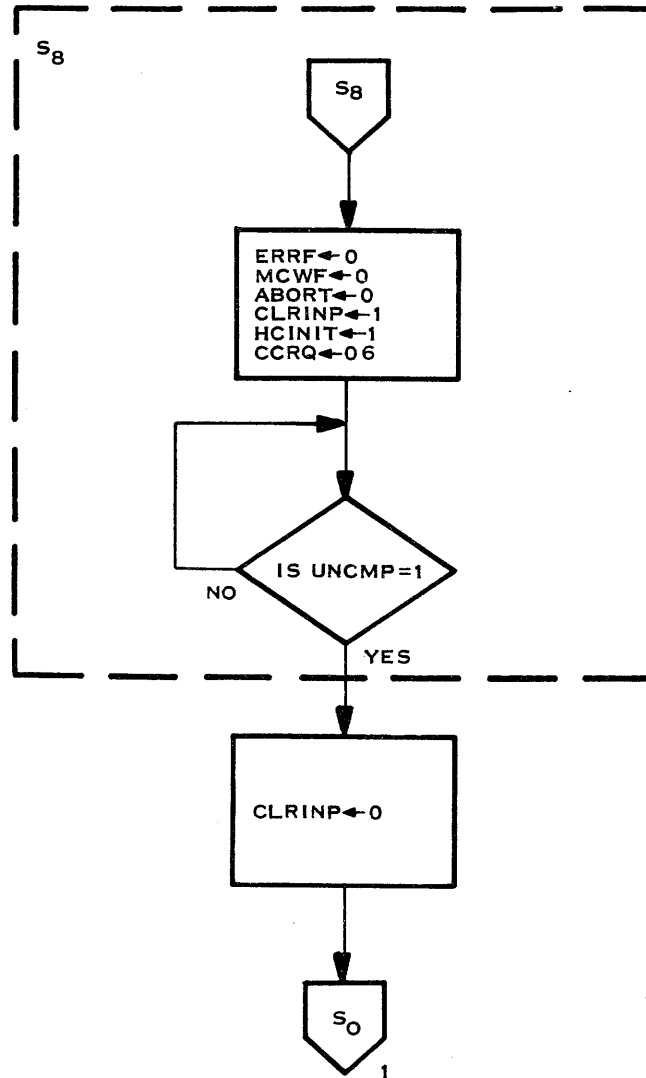 S8
S8
ERRF←0
MCWF←0
ABORT←0
CLRINP←1
HCINIT←1
CCRQ←06
IS UNCMP=1
NO
YES
CLRINP←0
S0
1